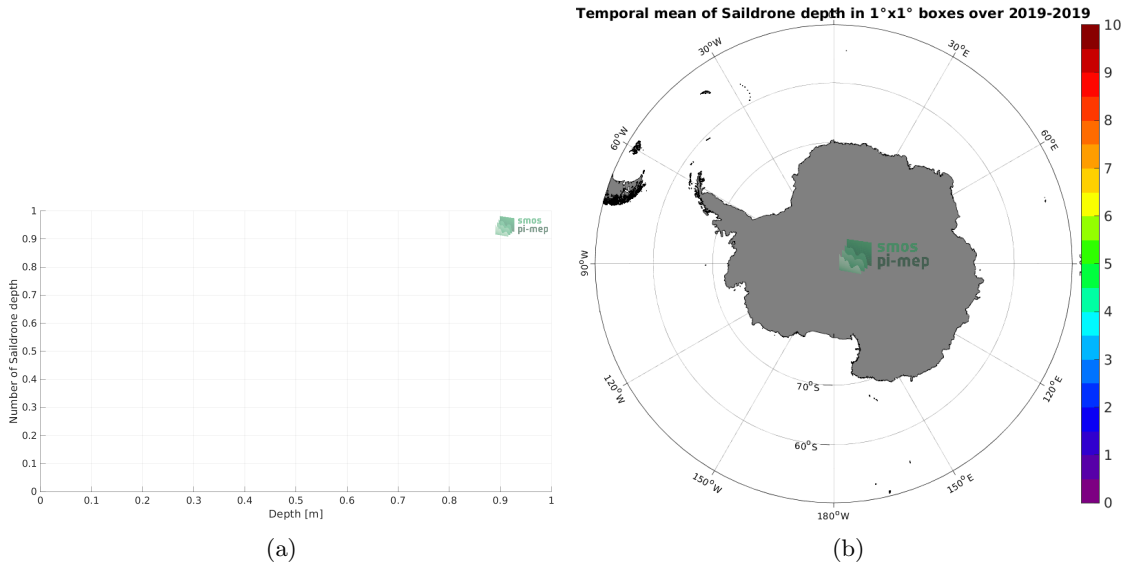 Temporal mean of Saildrone depth in 1°x1° boxes over 2019-2019
30°W
30°E
60°W
60°E
90°W
120°W
120°E
150°W
150°E
180°W
70°S
60°S
smos
pi-mep
10
9
8
7
6
5
4
3
2
1
0
smos
pi-mep
1
0.9
0.8
0.7
0.6
0.5
0.4
0.3
0.2
0.1
0
Number of Saildrone depth
0 0.1 0.2 0.3 0.4 0.5 0.6 0.7 0.8 0.9 1
Depth [m]
(a)
(b)